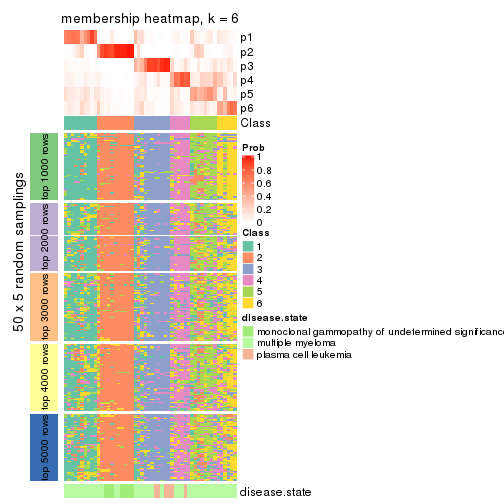 membership heatmap, k = 6
p1
p2
p3
p4
p5
p6
Class
50 x 5 random samplings
top 1000 rows
top 2000 rows
top 3000 rows
top 4000 rows
top 5000 rows
Prob
1
0.8
0.6
0.4
0.2
0
Class
1
2
3
4
5
6
disease.state
monoclonal gammopathy of undetermined significance
multiple myeloma
plasma cell leukemia
disease.state